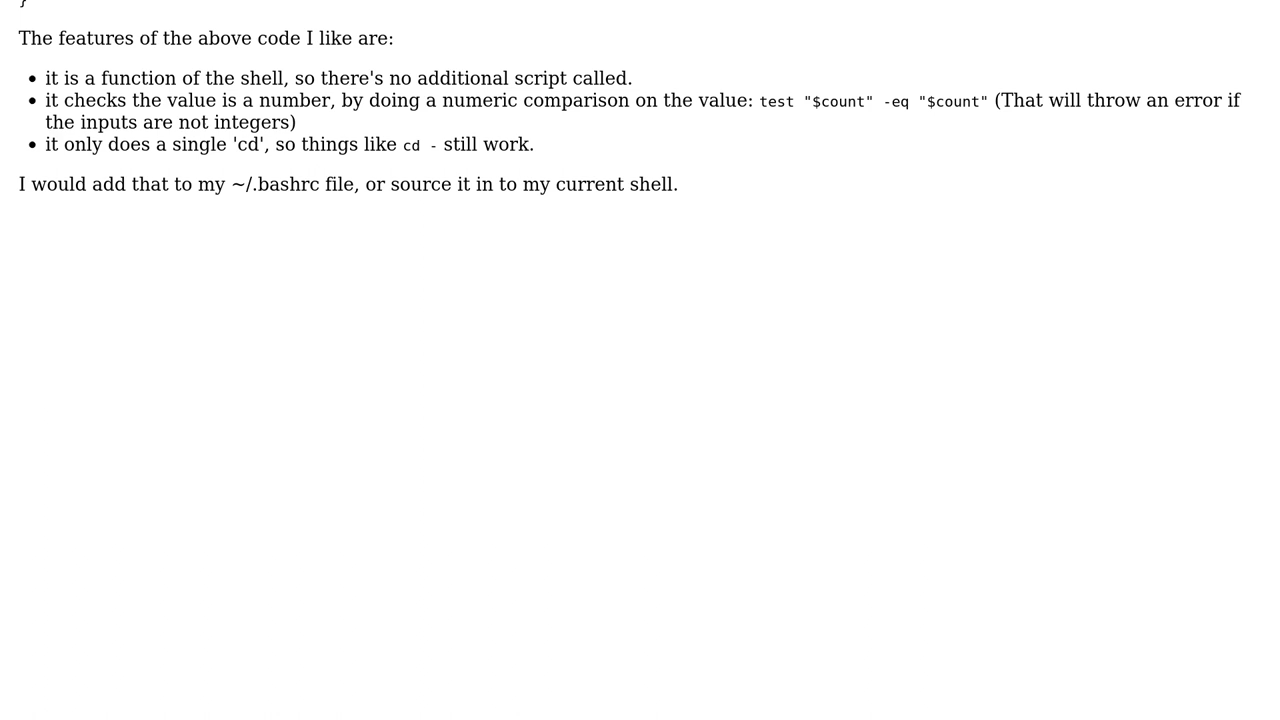 }
The features of the above code I like are:
• it is a function of the shell, so there's no additional script called.
• it checks the value is a number, by doing a numeric comparison on the value: test "$count" -eq "$count" (That will throw an error if
the inputs are not integers)
• it only does a single 'cd', so things like cd - still work.
I would add that to my ~/.bashrc file, or source it in to my current shell.